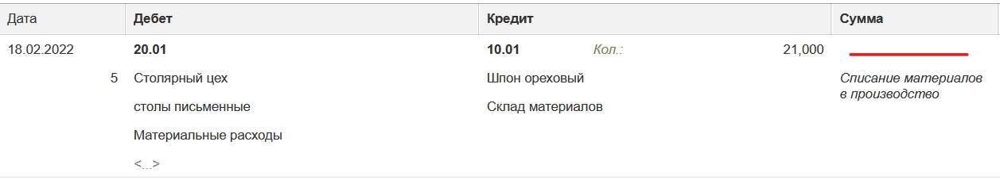 Дата Дебет Кредит Сумма
18.02.2022 20.01 10.01 Кол.: 21,000
5 Столярный цех Шпон ореховый Списание материалов
в производство
столы письменные Склад материалов
Материальные расходы
<...>